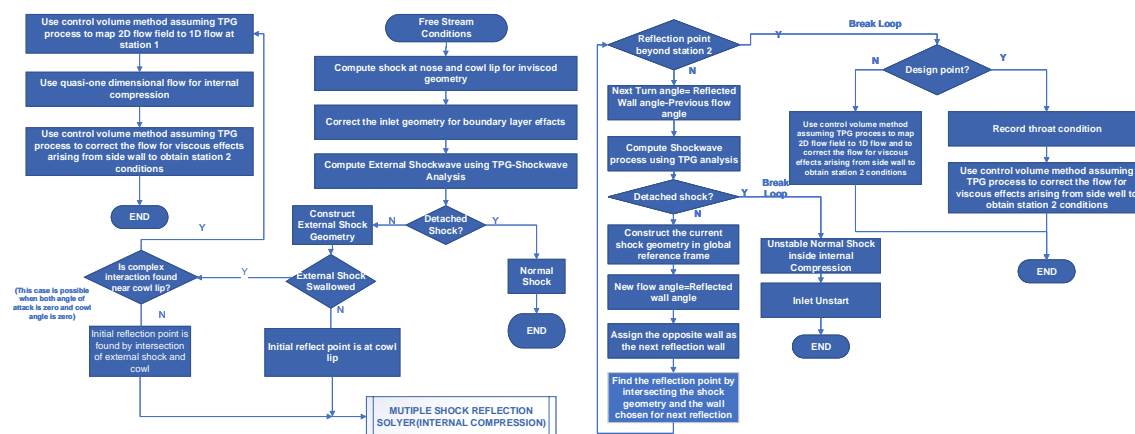 Use control volume method assuming TPG
process to map 2D flow field to 1D flow at
station 1
Use quasi-one dimensional flow for internal
compression
Use control volume method assuming TPG
process to correct the flow for viscous effects
arising from side wall to obtain station 2
conditions
END
Y
Is complex
interaction found
near cowl lip?
(This case is possible
when both angle of
attack is zero and cowl
angle is zero)
N
Initial reflection point is
found by intersection
of external shock and
cowl
Free Stream
Conditions
Compute shock at nose and cowl lip for inviscod
geometry
Correct the inlet geometry for boundary layer effacts
Compute External Shockwave using TPG-Shockwave
Analysis
Detached
Shock?
N
Y
Construct
External Shock
Geometry
External Shock
Swallowed
Y
N
Initial reflect point is at cowl
lip
Normal
Shock
END
MUTIPLE SHOCK REFLECTION
SOLYER(INTERNAL COMPRESSION)
Reflection point
beyond station 2
Y
Break Loop
N
Next Turn angle= Reflected
Wall angle-Previous flow
angle
Compute Shockwave
process using TPG analysis
Detached shock?
Y
Break
Loop
N
Construct the current
shock geometry in global
reference frame
New flow angle=Reflected
wall angle
Assign the opposite wall as
the next reflection wall
Find the reflection point by
intersecting the shock
geometry and the wall
chosen for next reflection
Unstable Normal Shock
inside internal
Compression
Inlet Unstart
END
Design point?
N
Y
Use control volume method
assuming TPG process to map
2D flow field to 1D flow and to
correct the flow for viscous
effects arising from side wall to
obtain station 2 conditions
Record throat condition
Use control volume method assuming
TPG process to correct the flow for
viscous effects arising from side well to
obtain station 2 conditions
END